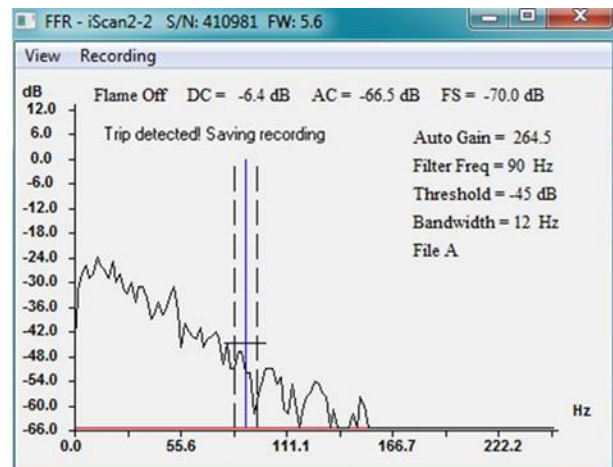 FFR - iScan2-2 S/N: 410981 FW: 5.6
View Recording
dB Flame Off DC = -6.4 dB AC = -66.5 dB FS = -70.0 dB
12.0
6.0 Trip detected! Saving recording Auto Gain = 264.5
0.0 Filter Freq = 90 Hz
-6.0 Threshold = -45 dB
-12.0 Bandwidth = 12 Hz
-18.0 File A
-24.0
-30.0
-36.0
-42.0
-48.0
-54.0
-60.0 Hz
-66.0
0.0 55.6 111.1 166.7 222.2